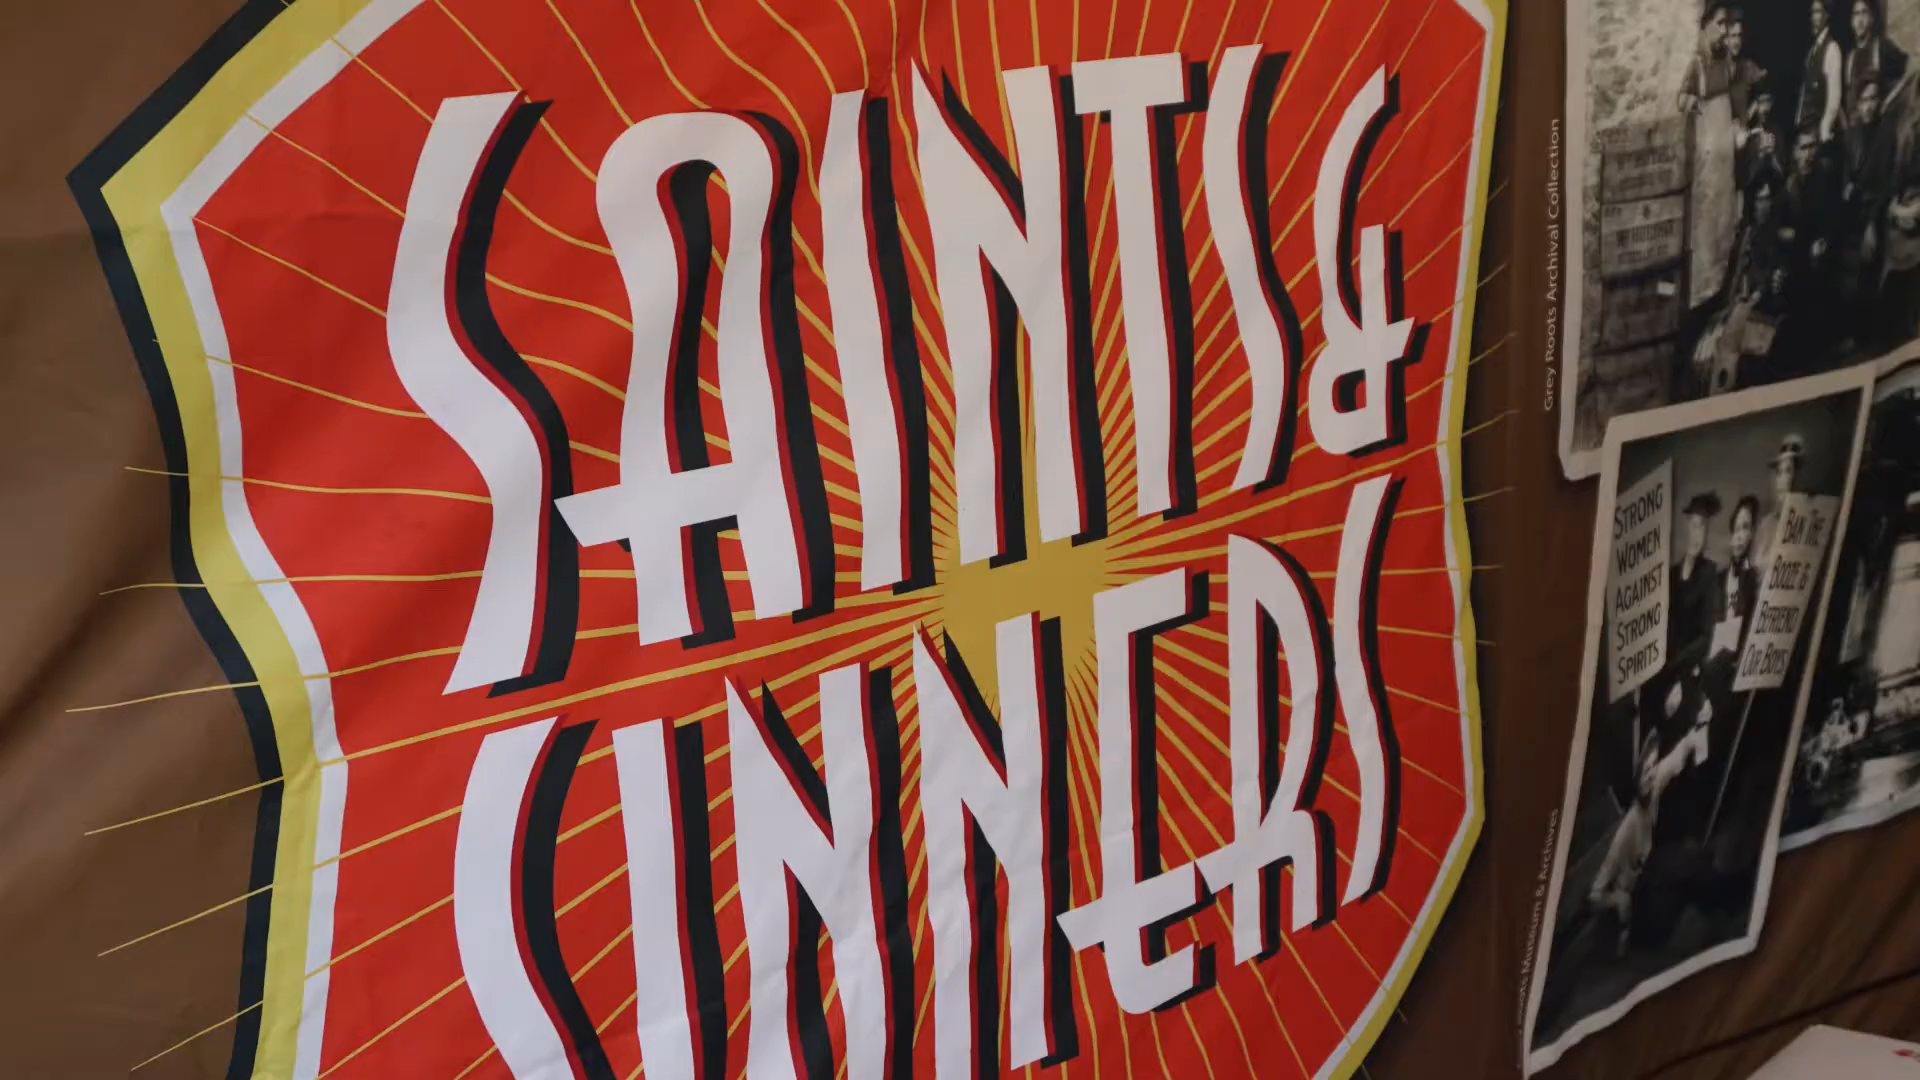 SAINTS &
SINNERS
Grey Roots Archival Collection
STRONG
WOMEN
AGAINST
STRONG
SPIRITS
BAN THE
BOOZE &
BEFRIEND
OUR BOYS
Museum & Archives